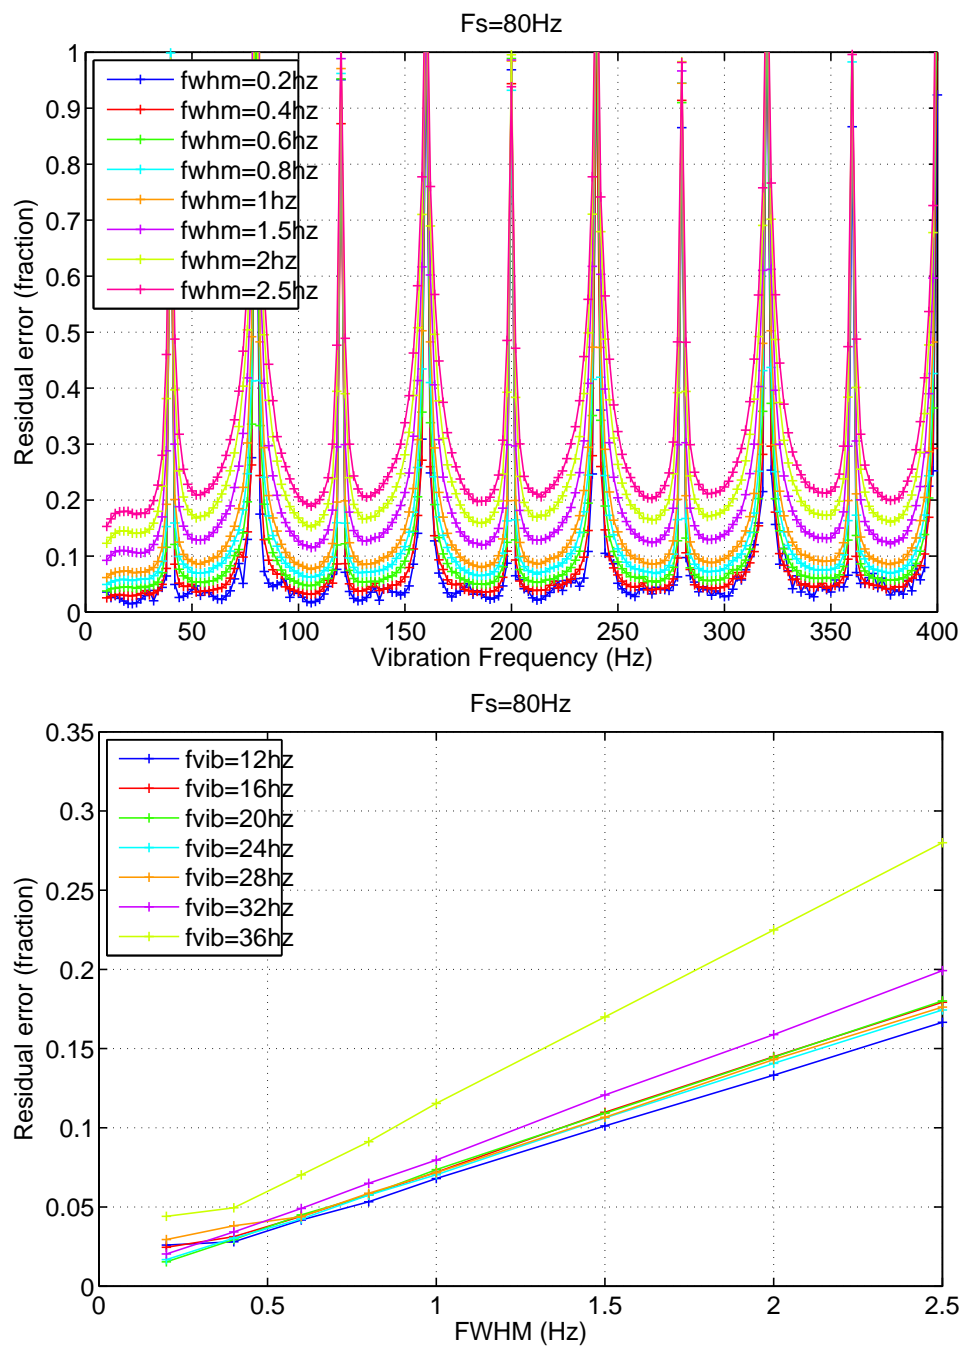 Fs=80Hz
1
0.9
0.8
0.7
0.6
0.5
0.4
0.3
0.2
0.1
0
Residual error (fraction)
fwhm=0.2hz
fwhm=0.4hz
fwhm=0.6hz
fwhm=0.8hz
fwhm=1hz
fwhm=1.5hz
fwhm=2hz
fwhm=2.5hz
0 50 100 150 200 250 300 350 400
Vibration Frequency (Hz)
Fs=80Hz
0.35
0.3
0.25
0.2
0.15
0.1
0.05
0
Residual error (fraction)
fvib=12hz
fvib=16hz
fvib=20hz
fvib=24hz
fvib=28hz
fvib=32hz
fvib=36hz
0 0.5 1 1.5 2 2.5
FWHM (Hz)